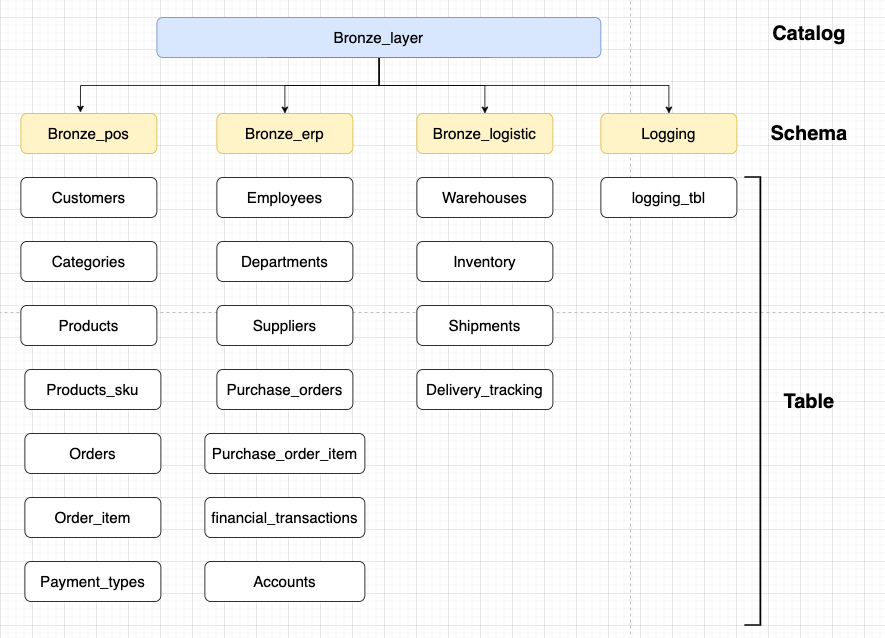 Bronze_layer
Catalog
Bronze_pos
Bronze_erp
Bronze_logistic
Logging
Schema
Customers
Employees
Warehouses
logging_tbl
Categories
Departments
Inventory
Products
Suppliers
Shipments
Products_sku
Purchase_orders
Delivery_tracking
Table
Orders
Purchase_order_item
Order_item
financial_transactions
Payment_types
Accounts